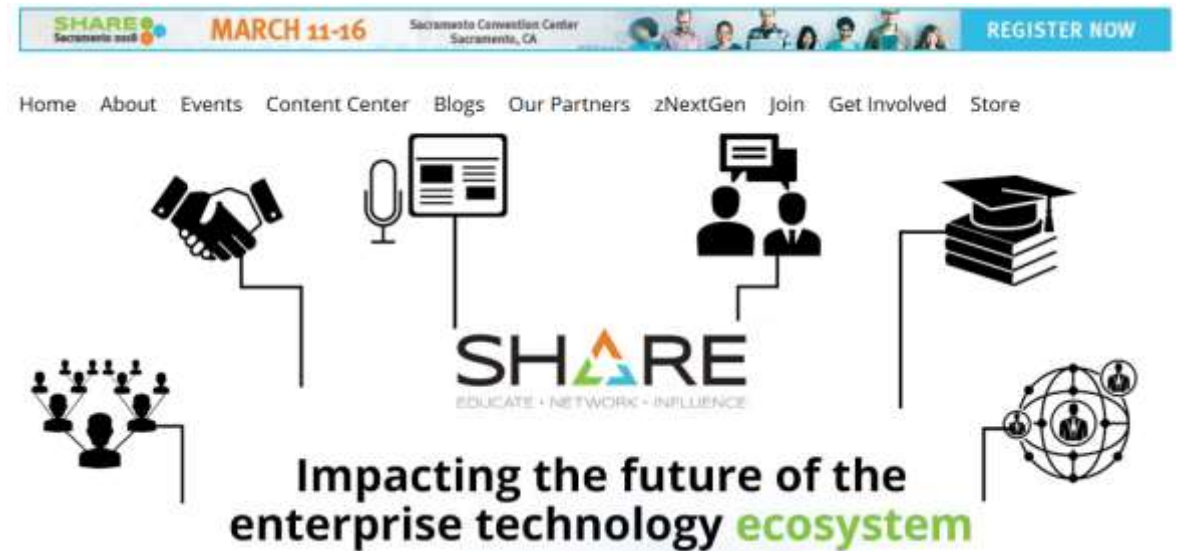 SHARE
Sacramento 2018
MARCH 11-16
Sacramento Convention Center
Sacramento, CA
REGISTER NOW
Home About Events Content Center Blogs Our Partners zNextGen Join Get Involved Store
SHARE
EDUCATE • NETWORK • INFLUENCE
Impacting the future of the
enterprise technology ecosystem